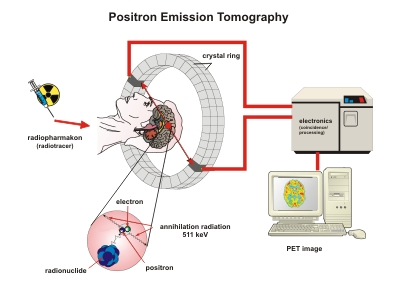 Positron Emission Tomography
crystal ring
radiopharmakon
(radiotracer)
electronics
(coincidence/
processing)
electron
annihilation radiation
511 keV
PET image
radionuclide
positron